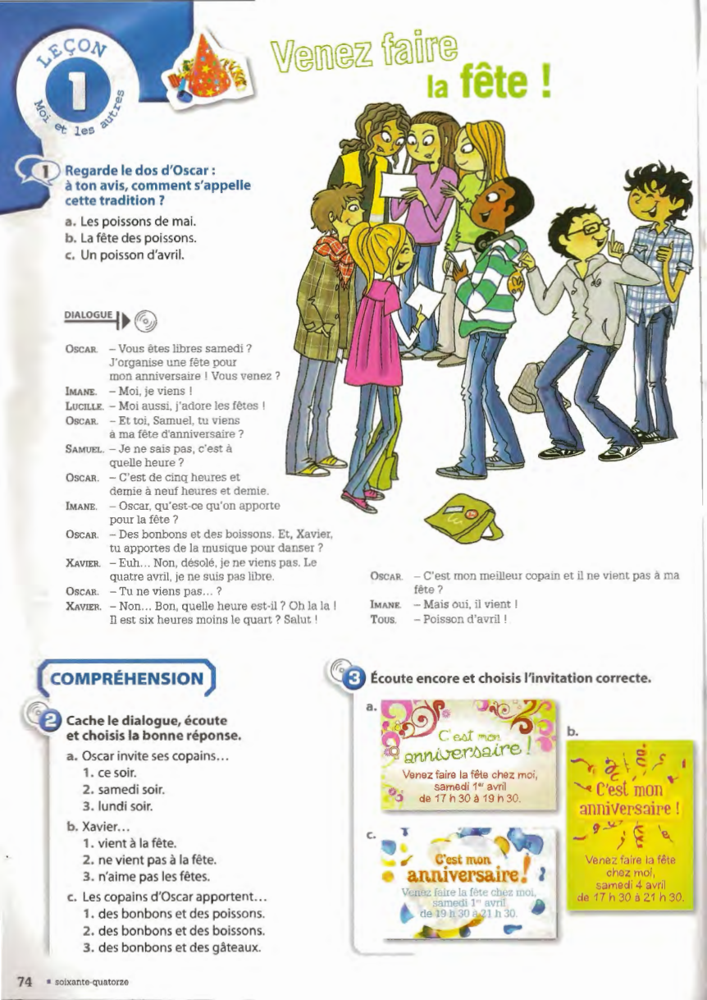 LEÇON
1
Moi et les autres
Venez faire
la fête !
1 Regarde le dos d'Oscar :
à ton avis, comment s'appelle
cette tradition ?
a. Les poissons de mai.
b. La fête des poissons.
c. Un poisson d'avril.
DIALOGUE
OSCAR. – Vous êtes libres samedi ?
J'organise une fête pour
mon anniversaire ! Vous venez ?
IMANE. – Moi, je viens !
LUCILLE. – Moi aussi, j'adore les fêtes !
OSCAR. – Et toi, Samuel, tu viens
à ma fête d'anniversaire ?
SAMUEL. – Je ne sais pas, c'est à
quelle heure ?
OSCAR. – C'est de cinq heures et
demie à neuf heures et demie.
IMANE. – Oscar, qu'est-ce qu'on apporte
pour la fête ?
OSCAR. – Des bonbons et des boissons. Et, Xavier,
tu apportes de la musique pour danser ?
XAVIER. – Euh... Non, désolé, je ne viens pas. Le
quatre avril, je ne suis pas libre.
OSCAR. – Tu ne viens pas... ?
XAVIER. – Non... Bon, quelle heure est-il ? Oh la la !
Il est six heures moins le quart ? Salut !
OSCAR. – C'est mon meilleur copain et il ne vient pas à ma
fête ?
IMANE. – Mais oui, il vient !
TOUS. – Poisson d'avril !
COMPRÉHENSION
2 Cache le dialogue, écoute
et choisis la bonne réponse.
a. Oscar invite ses copains...
1. ce soir.
2. samedi soir.
3. lundi soir.
b. Xavier...
1. vient à la fête.
2. ne vient pas à la fête.
3. n'aime pas les fêtes.
c. Les copains d'Oscar apportent...
1. des bonbons et des poissons.
2. des bonbons et des boissons.
3. des bonbons et des gâteaux.
3 Écoute encore et choisis l'invitation correcte.
a.
C'est mon
anniversaire !
Venez faire la fête chez moi,
samedi 1er avril
de 17 h 30 à 19 h 30.
b.
C'est mon
anniversaire !
Venez faire la fête
chez moi,
samedi 4 avril
de 17 h 30 à 21 h 30.
c.
C'est mon
anniversaire !
Venez faire la fête chez moi,
samedi 1er avril
de 19 h 30 à 21 h 30.
74 ▪ soixante-quatorze